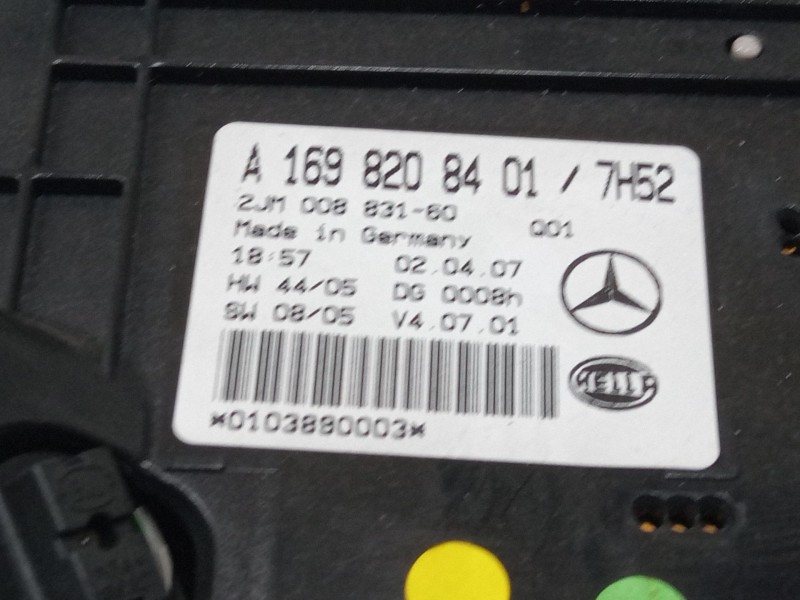 A 169 820 84 01 / 7H52
2JM 008 831-60
Made in Germany Q01
18:57 02.04.07
HW 44/05 DG 0008h
SW 08/05 V4.07.01
HELLA
*0103880003*